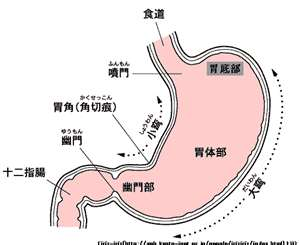 食道
ふんもん
噴門
胃底部
かくせっこん
胃角(角切痕)
しょうわん
小彎
ゆうもん
幽門
胃体部
十二指腸
幽門部
だいわん
大彎